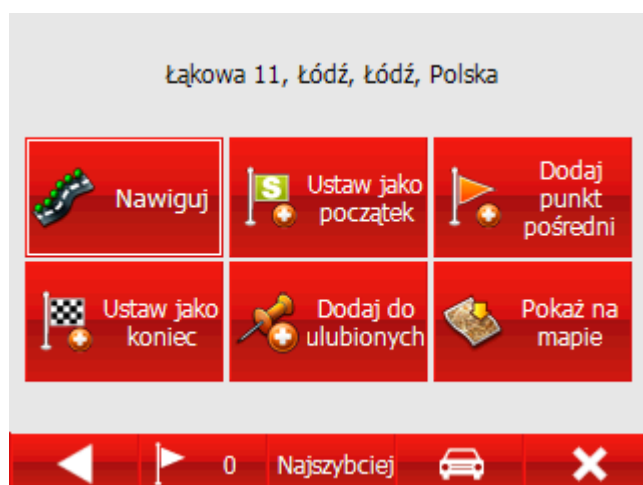 Łąkowa 11, Łódź, Łódź, Polska
Nawiguj
S
Ustaw jako
początek
Dodaj
punkt
pośredni
Ustaw jako
koniec
Dodaj do
ulubionych
Pokaż na
mapie
0
Najszybciej